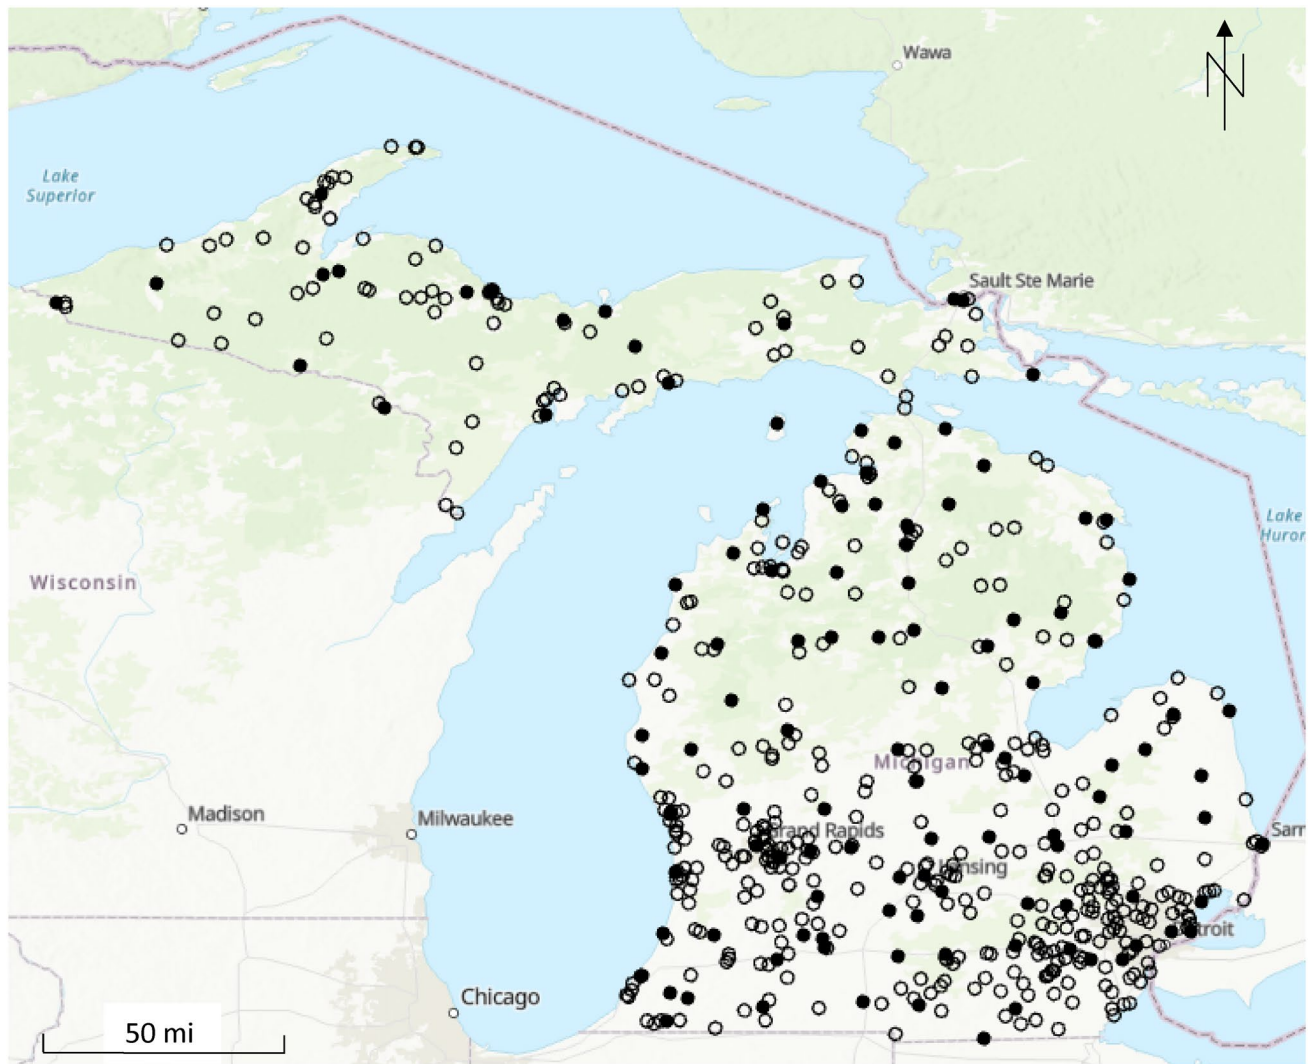 Wawa
N
Lake
Superior
Sault Ste Marie
Lake
Huron
Wisconsin
Michigan
Madison
Milwaukee
Grand Rapids
Sarn
Lansing
Detroit
Chicago
50 mi